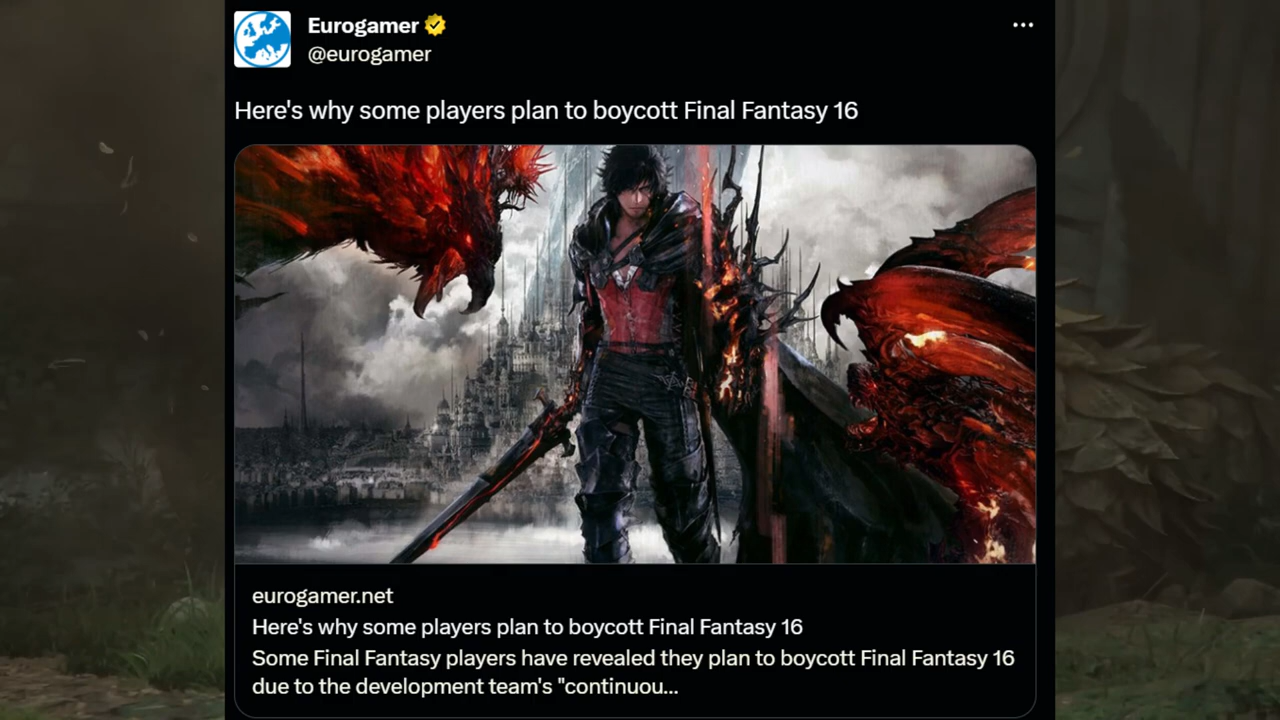 Eurogamer
@eurogamer
Here's why some players plan to boycott Final Fantasy 16
eurogamer.net
Here's why some players plan to boycott Final Fantasy 16
Some Final Fantasy players have revealed they plan to boycott Final Fantasy 16
due to the development team's "continuou...